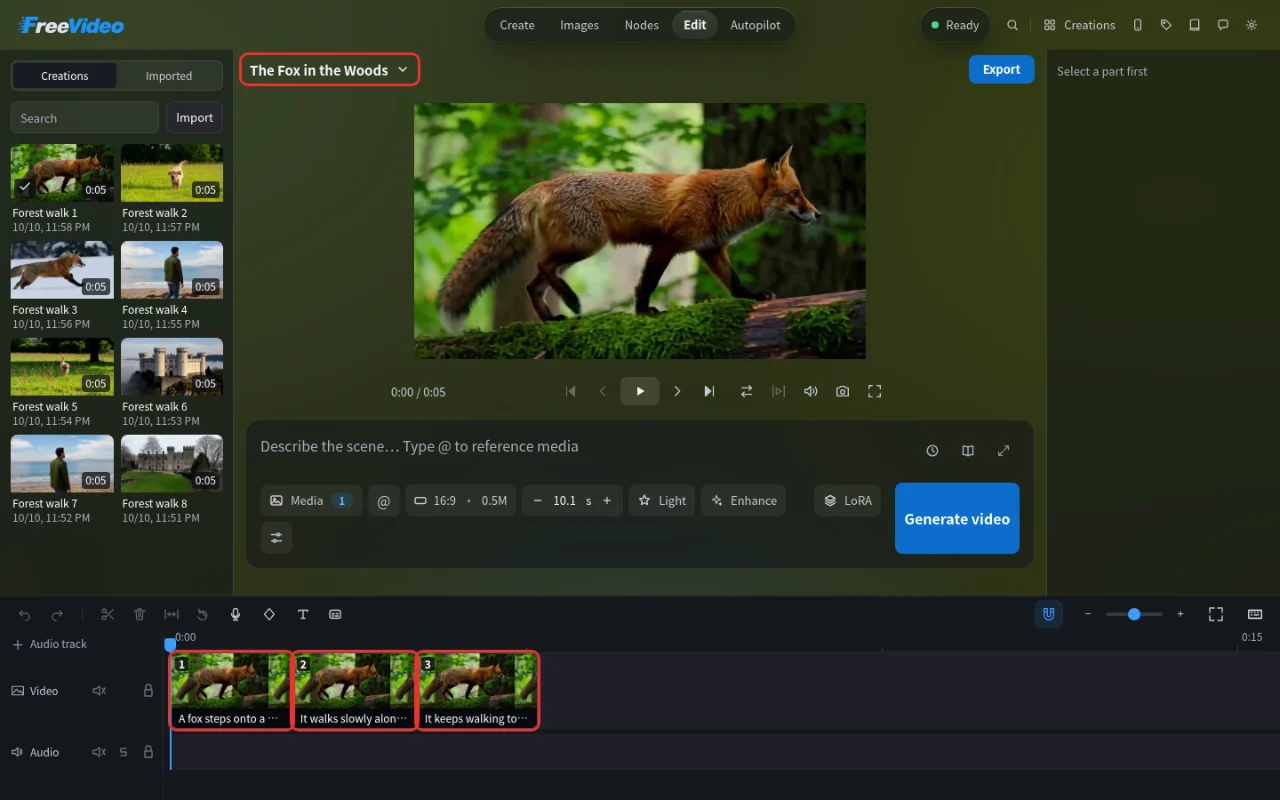 FreeVideo
Create
Images
Nodes
Edit
Autopilot
Ready
Creations
Creations
Imported
Search
Import
0:05
Forest walk 1
10/10, 11:58 PM
0:05
Forest walk 2
10/10, 11:57 PM
0:05
Forest walk 3
10/10, 11:56 PM
0:05
Forest walk 4
10/10, 11:55 PM
0:05
Forest walk 5
10/10, 11:54 PM
0:05
Forest walk 6
10/10, 11:53 PM
0:05
Forest walk 7
10/10, 11:52 PM
0:05
Forest walk 8
10/10, 11:51 PM
The Fox in the Woods
Export
Select a part first
0:00 / 0:05
Describe the scene… Type @ to reference media
Media 1
@
16:9 • 0.5M
− 10.1 s +
Light
Enhance
LoRA
Generate video
T
− +
Audio track
0:00
0:15
Video
1
A fox steps onto a ⋯
2
It walks slowly alon⋯
3
It keeps walking to⋯
Audio
S